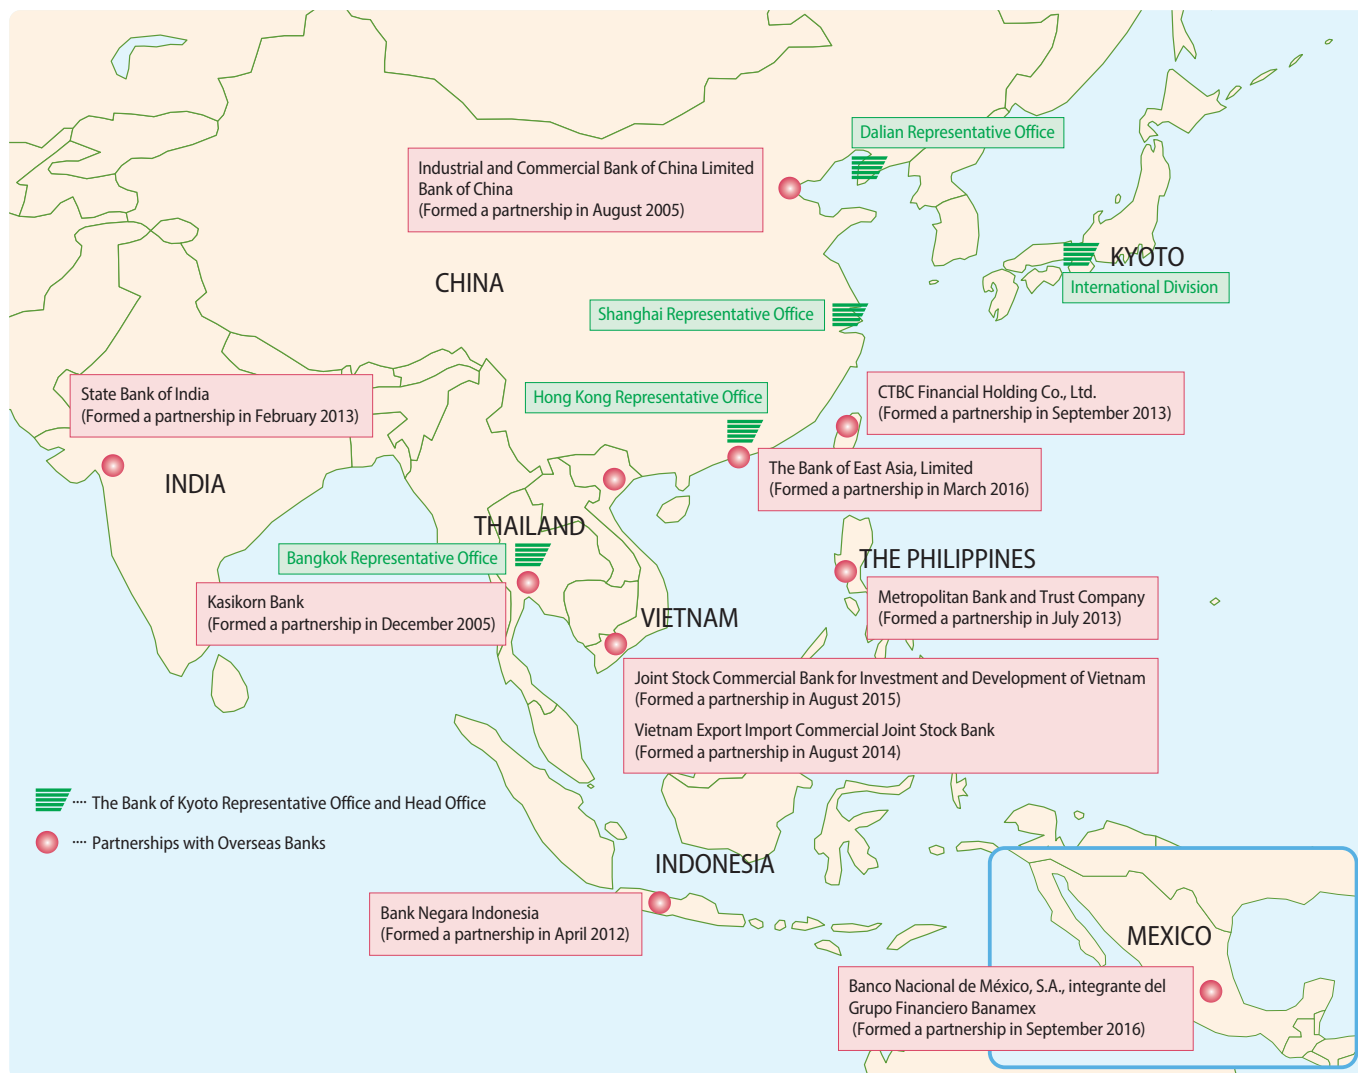 Dalian Representative Office
Industrial and Commercial Bank of China Limited
Bank of China
(Formed a partnership in August 2005)
KYOTO
International Division
CHINA
Shanghai Representative Office
State Bank of India
(Formed a partnership in February 2013)
Hong Kong Representative Office
CTBC Financial Holding Co., Ltd.
(Formed a partnership in September 2013)
INDIA
The Bank of East Asia, Limited
(Formed a partnership in March 2016)
THAILAND
Bangkok Representative Office
THE PHILIPPINES
Kasikorn Bank
(Formed a partnership in December 2005)
Metropolitan Bank and Trust Company
(Formed a partnership in July 2013)
VIETNAM
Joint Stock Commercial Bank for Investment and Development of Vietnam
(Formed a partnership in August 2015)
Vietnam Export Import Commercial Joint Stock Bank
(Formed a partnership in August 2014)
···· The Bank of Kyoto Representative Office and Head Office
···· Partnerships with Overseas Banks
INDONESIA
Bank Negara Indonesia
(Formed a partnership in April 2012)
MEXICO
Banco Nacional de México, S.A., integrante del
Grupo Financiero Banamex
(Formed a partnership in September 2016)